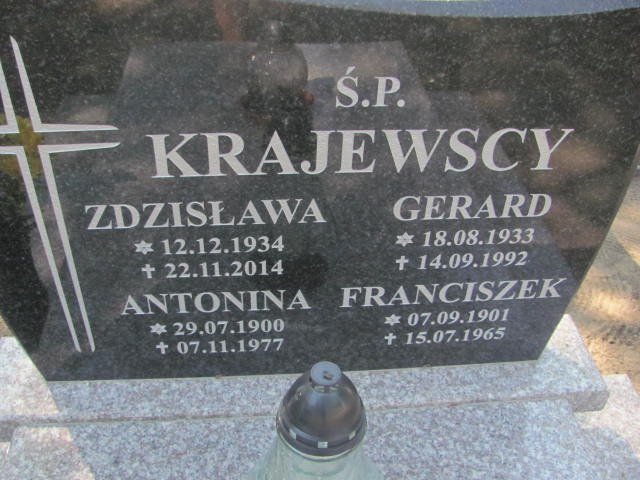 Ś.P.
KRAJEWSCY
ZDZISŁAWA GERARD
✡ 12.12.1934 ✡ 18.08.1933
✝ 22.11.2014 ✝ 14.09.1992
ANTONINA FRANCISZEK
✡ 29.07.1900 ✡ 07.09.1901
✝ 07.11.1977 ✝ 15.07.1965